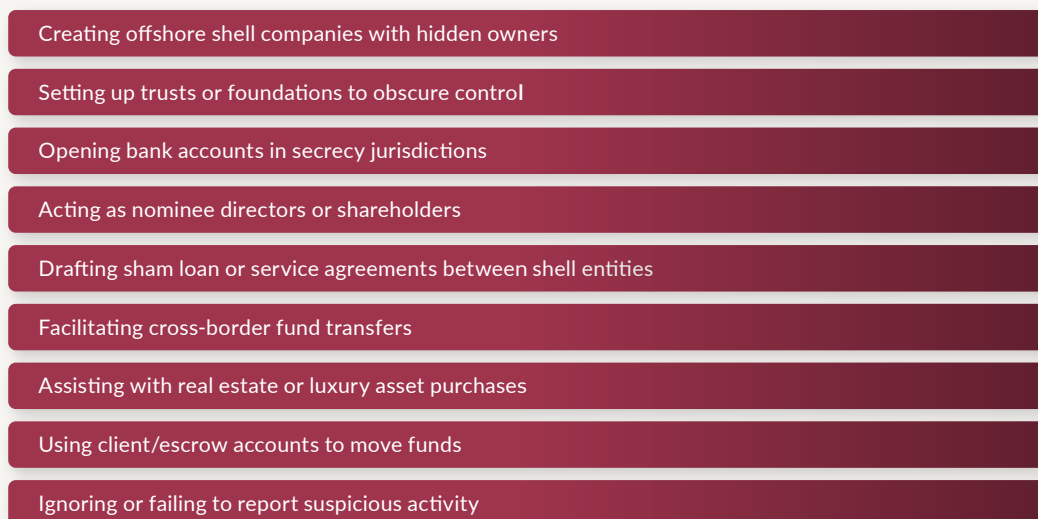 Creating offshore shell companies with hidden owners
Setting up trusts or foundations to obscure control
Opening bank accounts in secrecy jurisdictions
Acting as nominee directors or shareholders
Drafting sham loan or service agreements between shell entities
Facilitating cross-border fund transfers
Assisting with real estate or luxury asset purchases
Using client/escrow accounts to move funds
Ignoring or failing to report suspicious activity